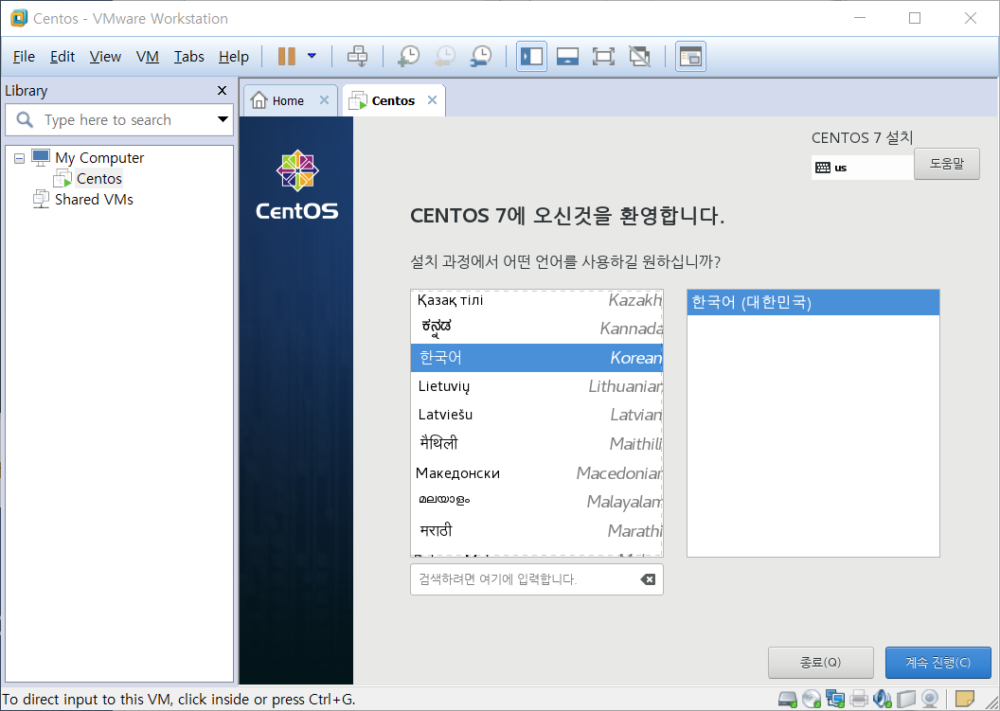 Centos - VMware Workstation
File Edit View VM Tabs Help
Library
Type here to search
My Computer
Centos
Shared VMs
Home
Centos
CentOS
CENTOS 7 설치
us
도움말
CENTOS 7에 오신것을 환영합니다.
설치 과정에서 어떤 언어를 사용하길 원하십니까?
Қазақ тілі Kazakh
ಕನ್ನಡ Kannada
한국어 Korean
Lietuvių Lithuanian
Latviešu Latvian
मैथिली Maithili
Македонски Macedonian
മലയാളം Malayalam
मराठी Marathi
한국어 (대한민국)
검색하려면 여기에 입력합니다.
종료(Q)
계속 진행(C)
To direct input to this VM, click inside or press Ctrl+G.